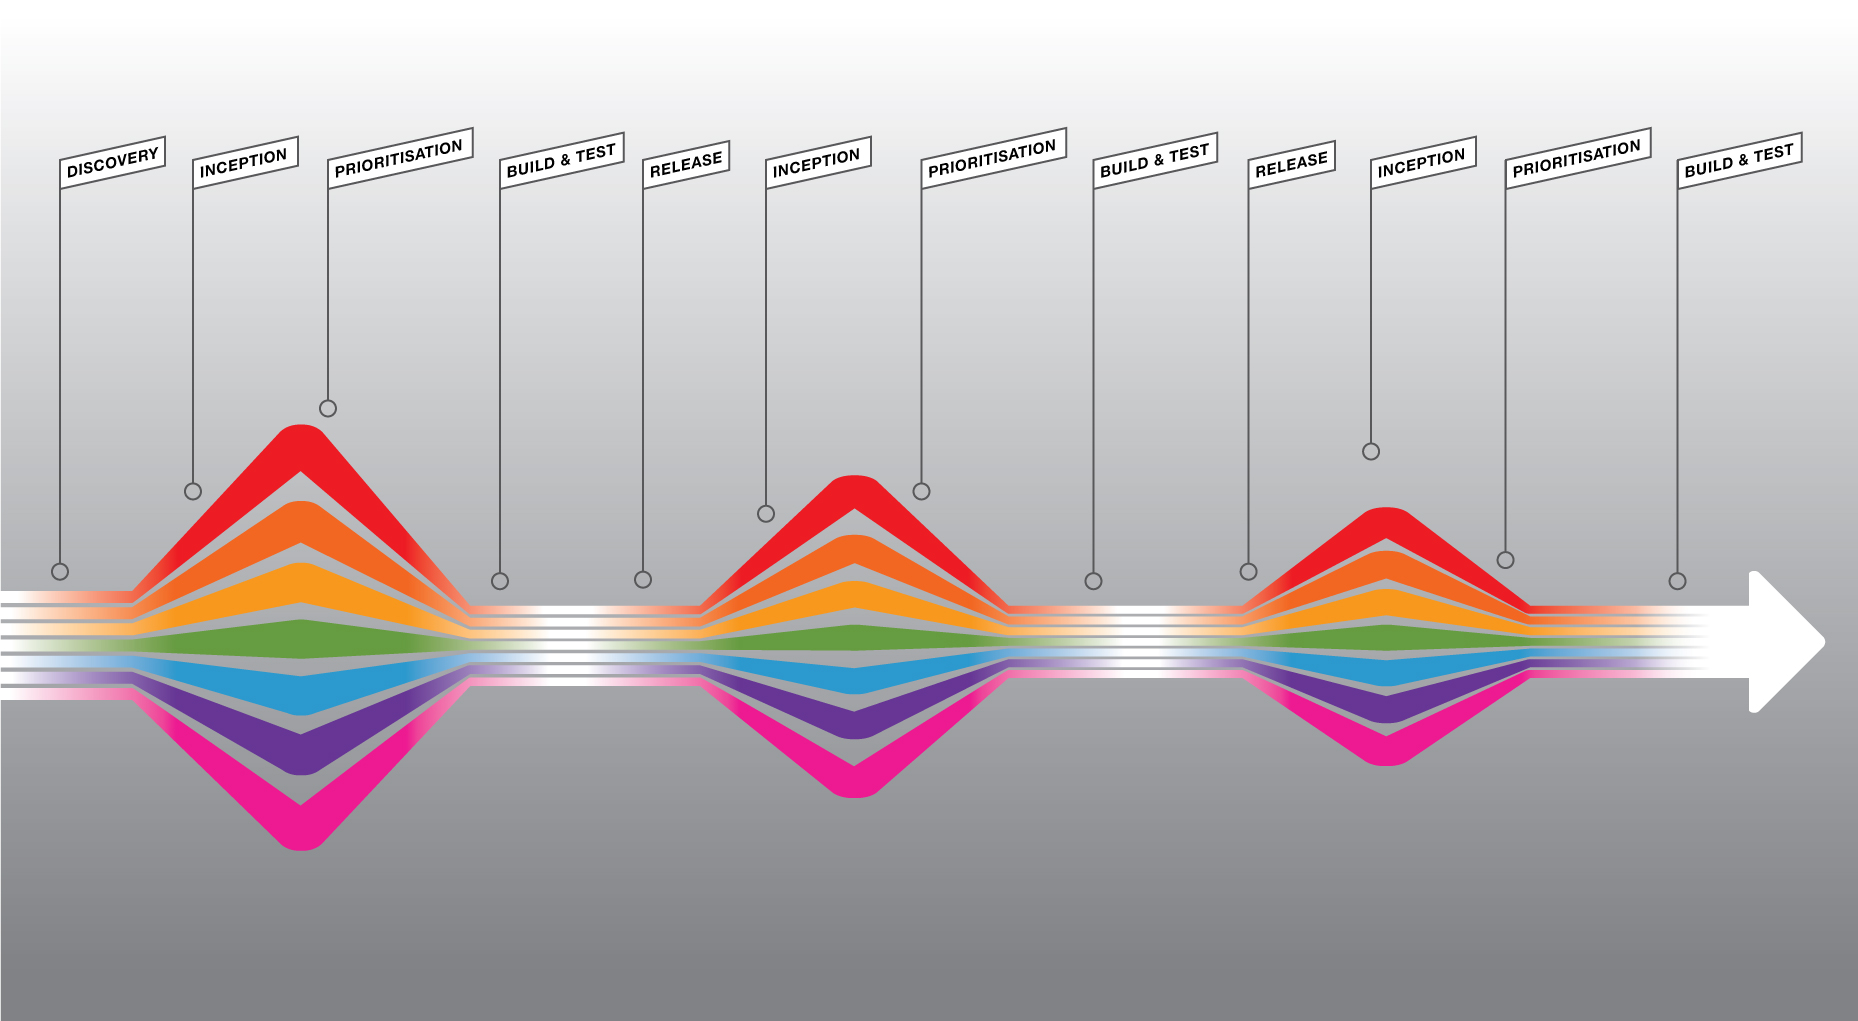 DISCOVERY
INCEPTION
PRIORITISATION
BUILD & TEST
RELEASE
INCEPTION
PRIORITISATION
BUILD & TEST
RELEASE
INCEPTION
PRIORITISATION
BUILD & TEST